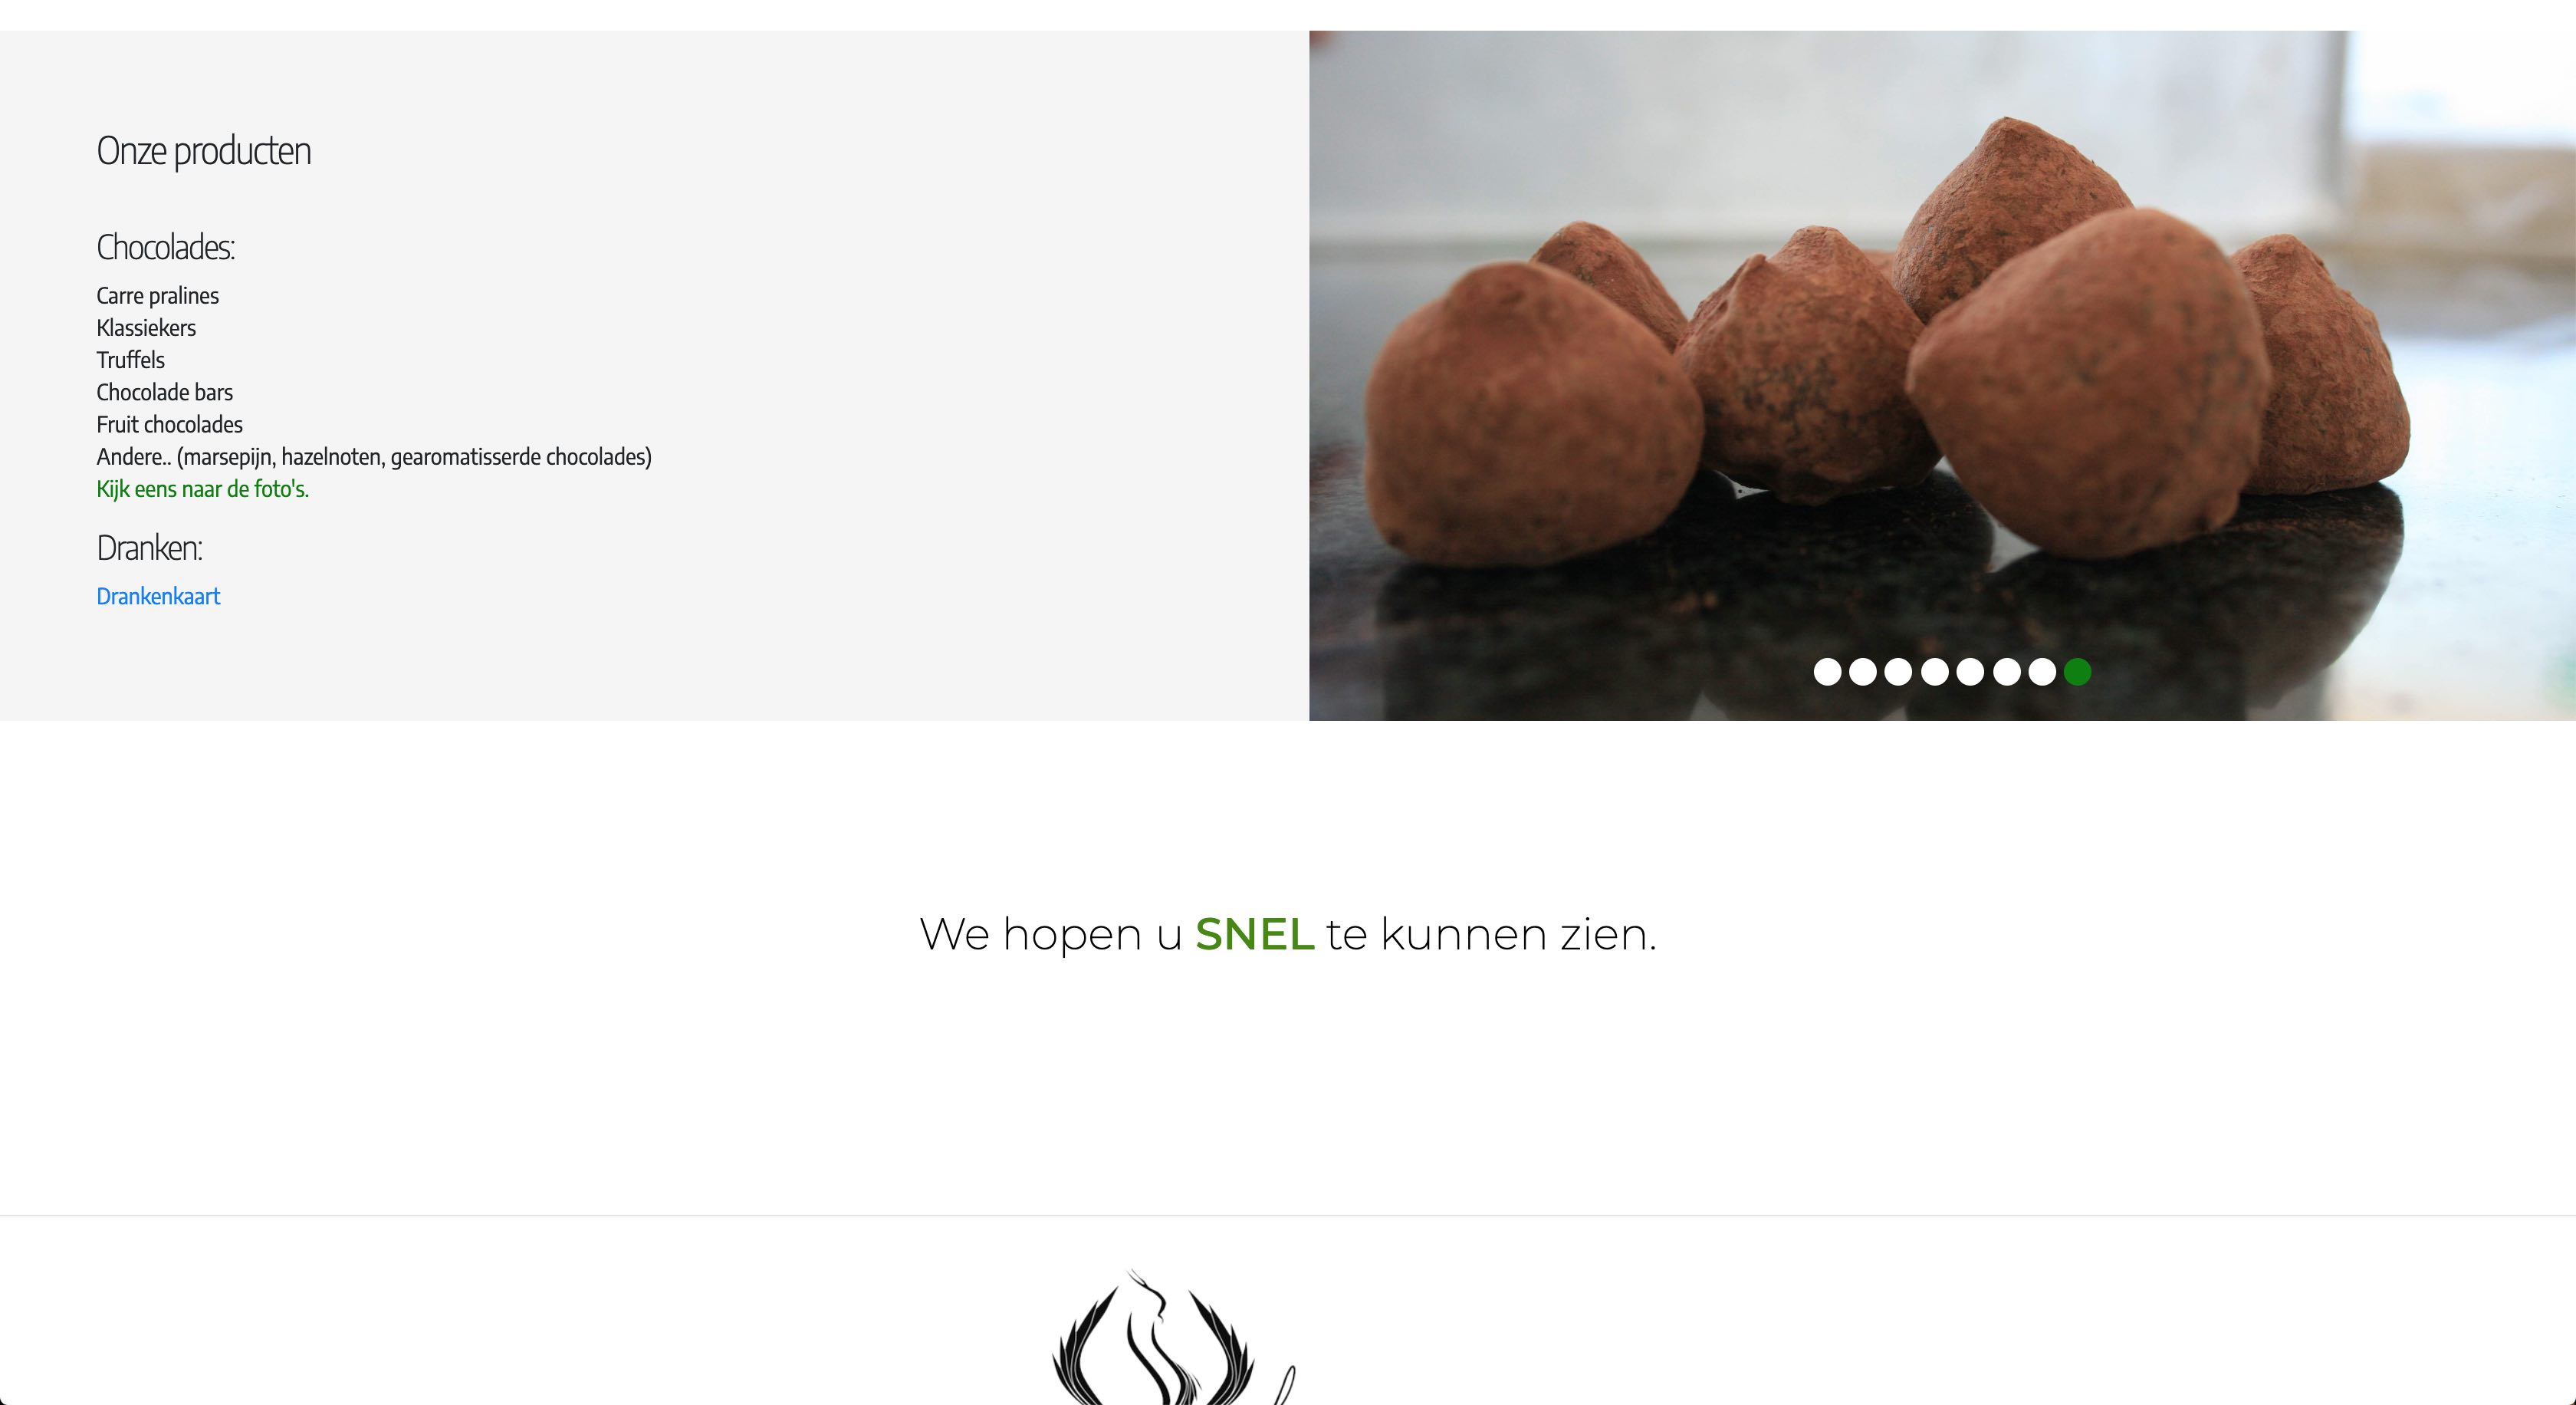 Onze producten
Chocolades:
Carre pralines
Klassiekers
Truffels
Chocolade bars
Fruit chocolades
Andere.. (marsepijn, hazelnoten, gearomatisserde chocolades)
Kijk eens naar de foto's.
Dranken:
Drankenkaart
We hopen u SNEL te kunnen zien.